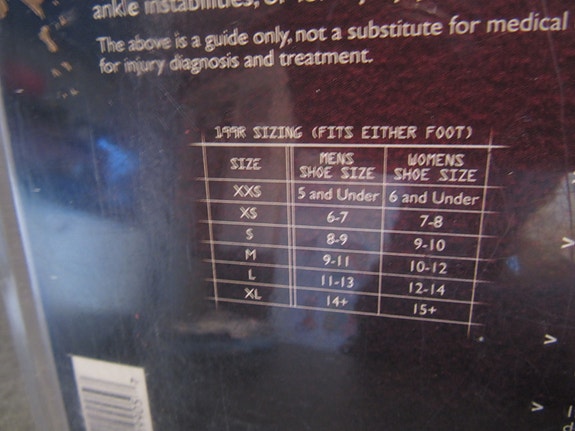 ankle
The above is a guide only, not a substitute for medical
for injury diagnosis and treatment.
199R SIZING (FITS EITHER FOOT)
SIZE MENS SHOE SIZE WOMENS SHOE SIZE
XXS 5 and Under 6 and Under
XS 6-7 7-8
S 8-9 9-10
M 9-11 10-12
L 11-13 12-14
XL 14+ 15+